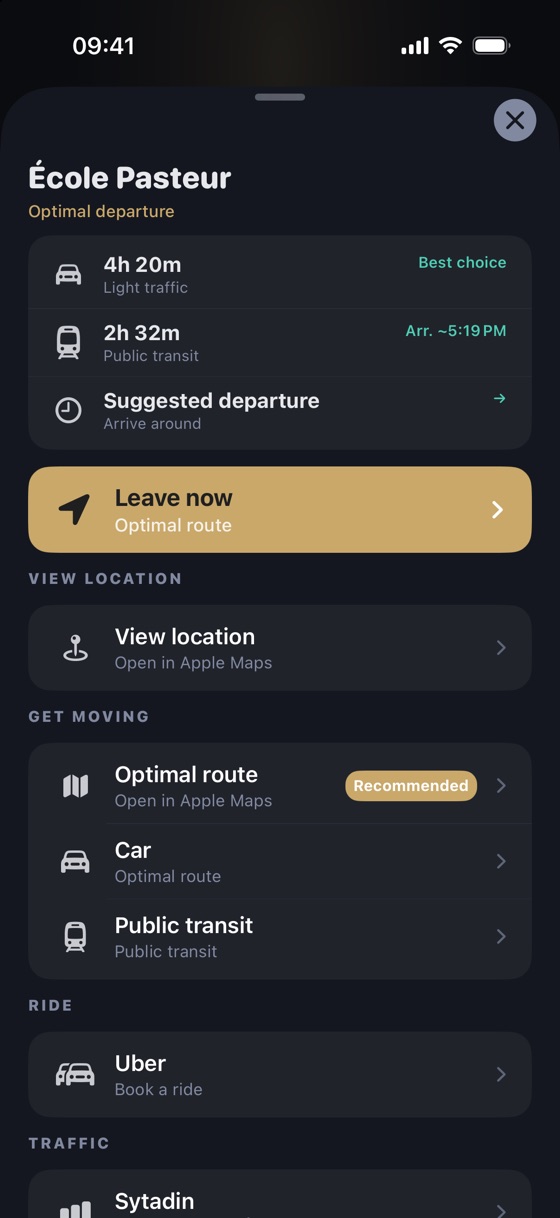 09:41
École Pasteur
Optimal departure
4h 20m
Best choice
Light traffic
2h 32m
Arr. ~5:19 PM
Public transit
Suggested departure
→
Arrive around
Leave now
Optimal route
VIEW LOCATION
View location
Open in Apple Maps
GET MOVING
Optimal route
Recommended
Open in Apple Maps
Car
Optimal route
Public transit
Public transit
RIDE
Uber
Book a ride
TRAFFIC
Sytadin